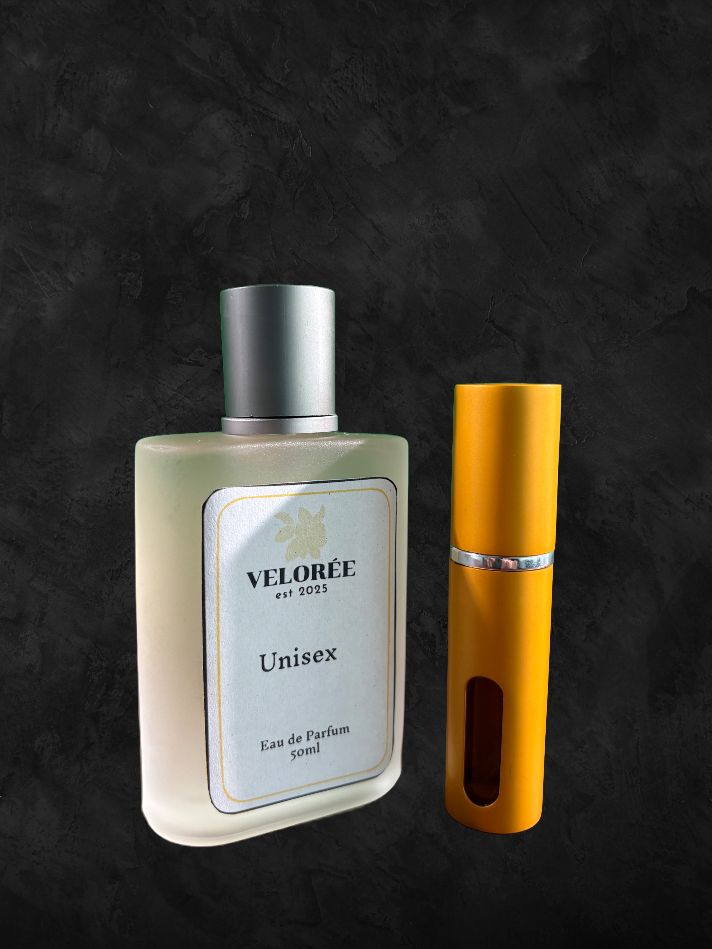 VELORÉE
est 2025
Unisex
Eau de Parfum
50ml